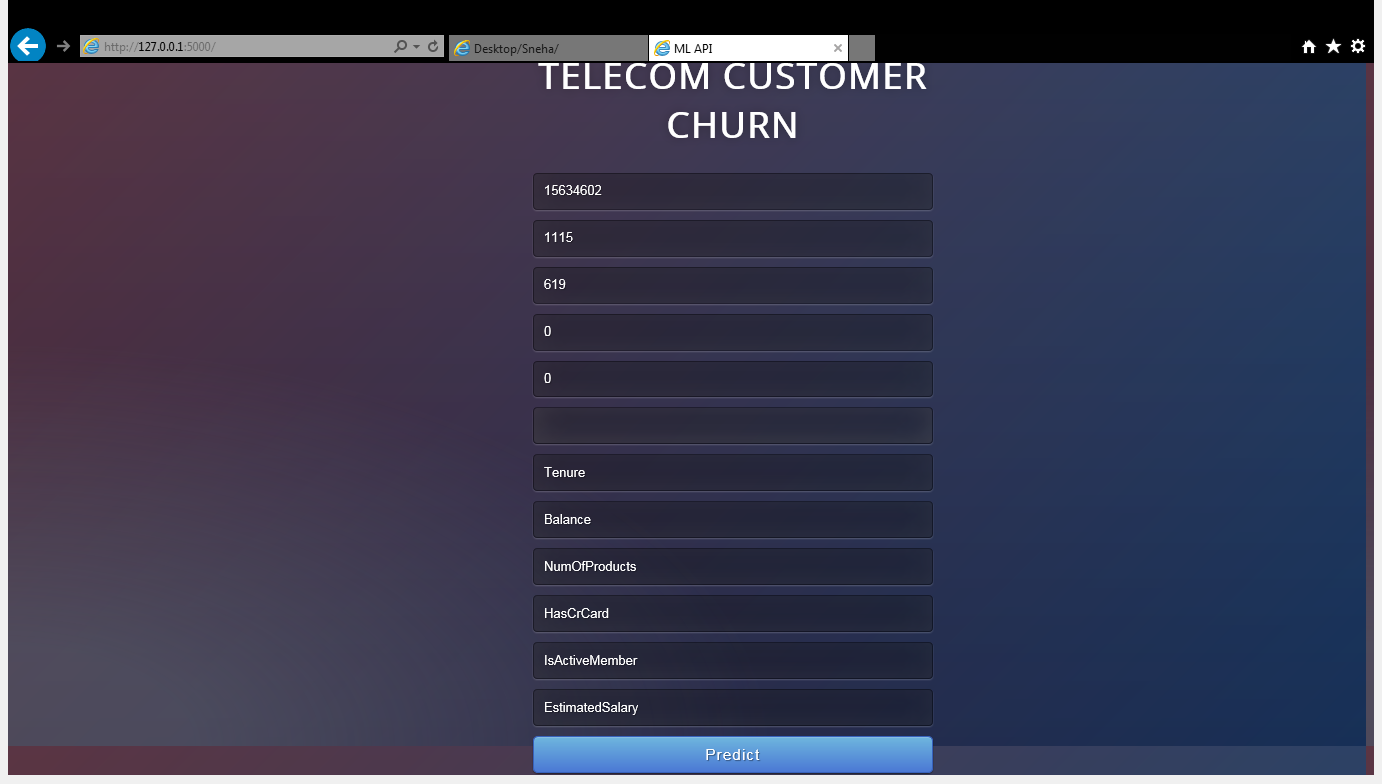 http://127.0.0.1:5000/
Desktop/Sneha/
ML API
TELECOM CUSTOMER
CHURN
15634602
1115
619
0
0
Tenure
Balance
NumOfProducts
HasCrCard
IsActiveMember
EstimatedSalary
Predict